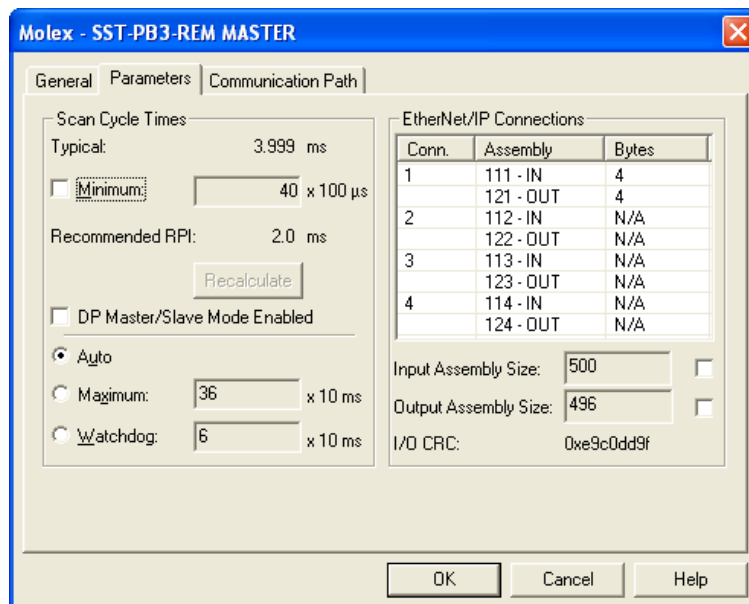 Molex - SST-PB3-REM MASTER
General Parameters Communication Path
Scan Cycle Times
Typical: 3.999 ms
Minimum: 40 x 100 µs
Recommended RPI: 2.0 ms
Recalculate
DP Master/Slave Mode Enabled
Auto
Maximum: 36 x 10 ms
Watchdog: 6 x 10 ms
EtherNet/IP Connections
Conn. Assembly Bytes
1 111 - IN 4
121 - OUT 4
2 112 - IN N/A
122 - OUT N/A
3 113 - IN N/A
123 - OUT N/A
4 114 - IN N/A
124 - OUT N/A
Input Assembly Size: 500
Output Assembly Size: 496
I/O CRC: 0xe9c0dd9f
OK Cancel Help